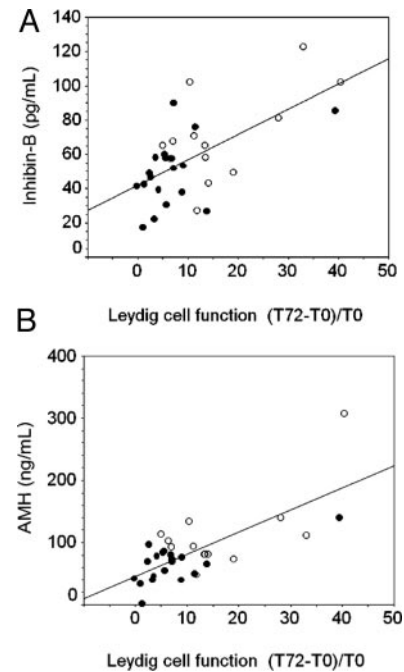 A
140
120
100
80
60
40
20
0
Inhibin-B (pg/mL)
0 10 20 30 40 50
Leydig cell function (T72-T0)/T0
B
400
300
200
100
0
AMH (ng/mL)
0 10 20 30 40 50
Leydig cell function (T72-T0)/T0